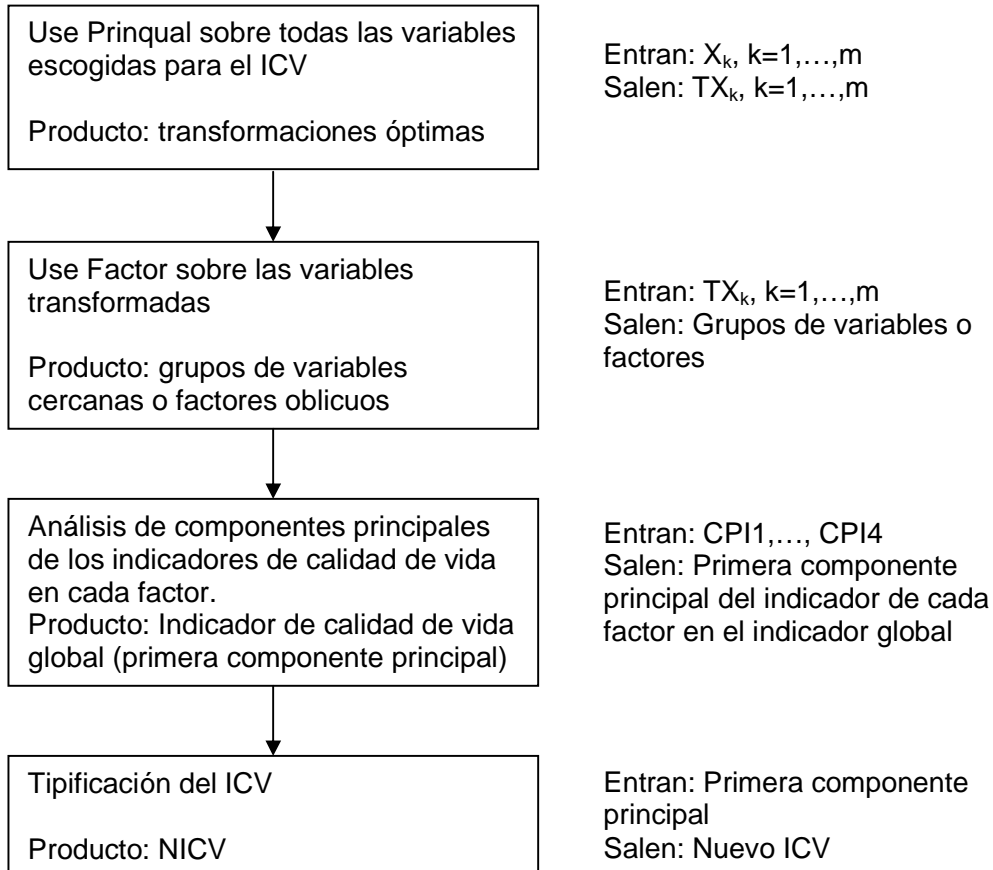 Use Prinqual sobre todas las variables
escogidas para el ICV
Producto: transformaciones óptimas
Entran: Xk, k=1,…,m
Salen: TXk, k=1,…,m
Use Factor sobre las variables
transformadas
Producto: grupos de variables
cercanas o factores oblicuos
Entran: TXk, k=1,…,m
Salen: Grupos de variables o
factores
Análisis de componentes principales
de los indicadores de calidad de vida
en cada factor.
Producto: Indicador de calidad de vida
global (primera componente principal)
Entran: CPI1,…, CPI4
Salen: Primera componente
principal del indicador de cada
factor en el indicador global
Tipificación del ICV
Producto: NICV
Entran: Primera componente
principal
Salen: Nuevo ICV